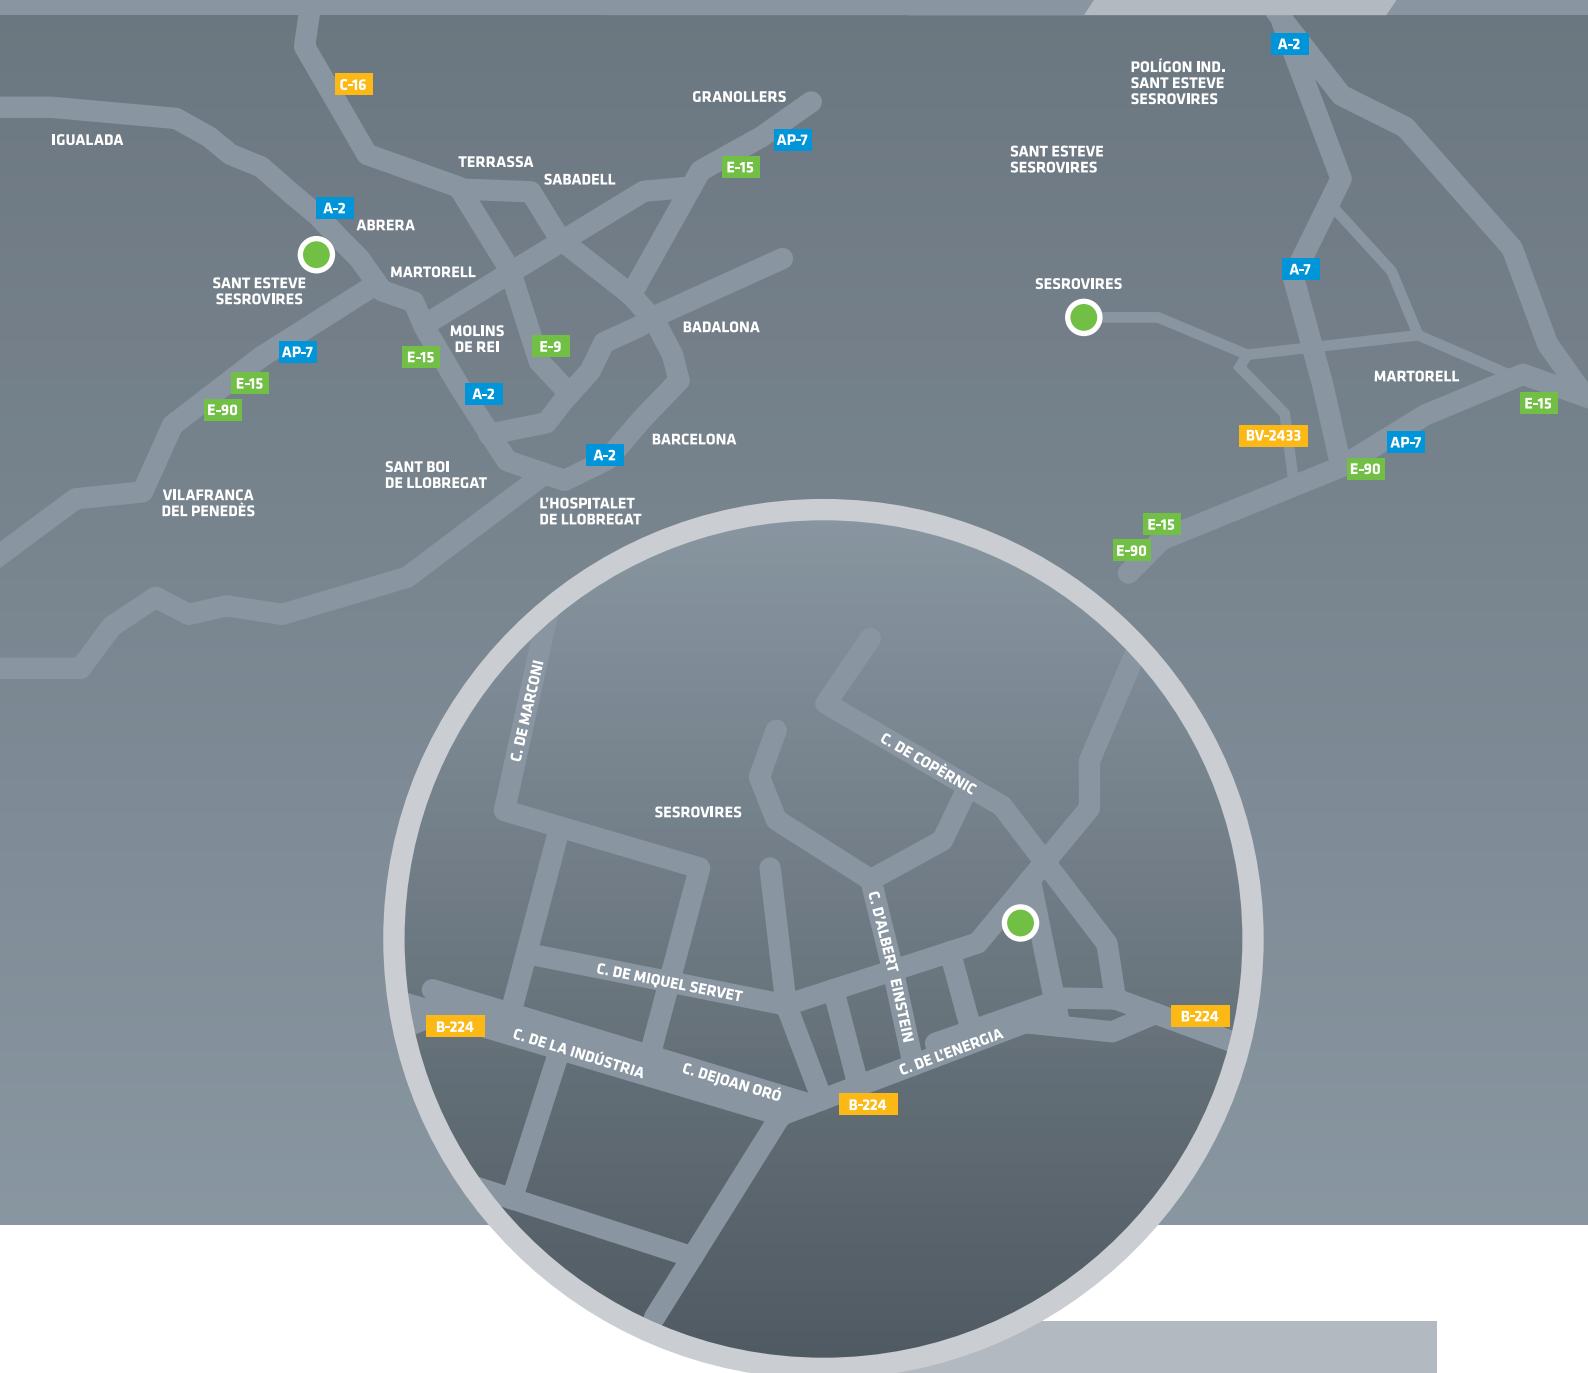 C-16
IGUALADA
GRANOLLERS
AP-7
E-15
TERRASSA
SABADELL
A-2
ABRERA
SANT ESTEVE
SESROVIRES
MARTORELL
MOLINS
DE REI
E-9
E-15
BADALONA
AP-7
E-15
E-90
A-2
BARCELONA
A-2
SANT BOI
DE LLOBREGAT
VILAFRANCA
DEL PENEDÈS
L'HOSPITALET
DE LLOBREGAT
A-2
POLÍGON IND.
SANT ESTEVE
SESROVIRES
SANT ESTEVE
SESROVIRES
A-7
SESROVIRES
MARTORELL
E-15
BV-2433
AP-7
E-90
E-15
E-90
C. DE MARCONI
C. DE COPÈRNIC
SESROVIRES
C. D'ALBERT EINSTEIN
C. DE MIQUEL SERVET
B-224
C. DE LA INDÚSTRIA
C. DEJOAN ORÓ
C. DE L'ENERGIA
B-224
B-224